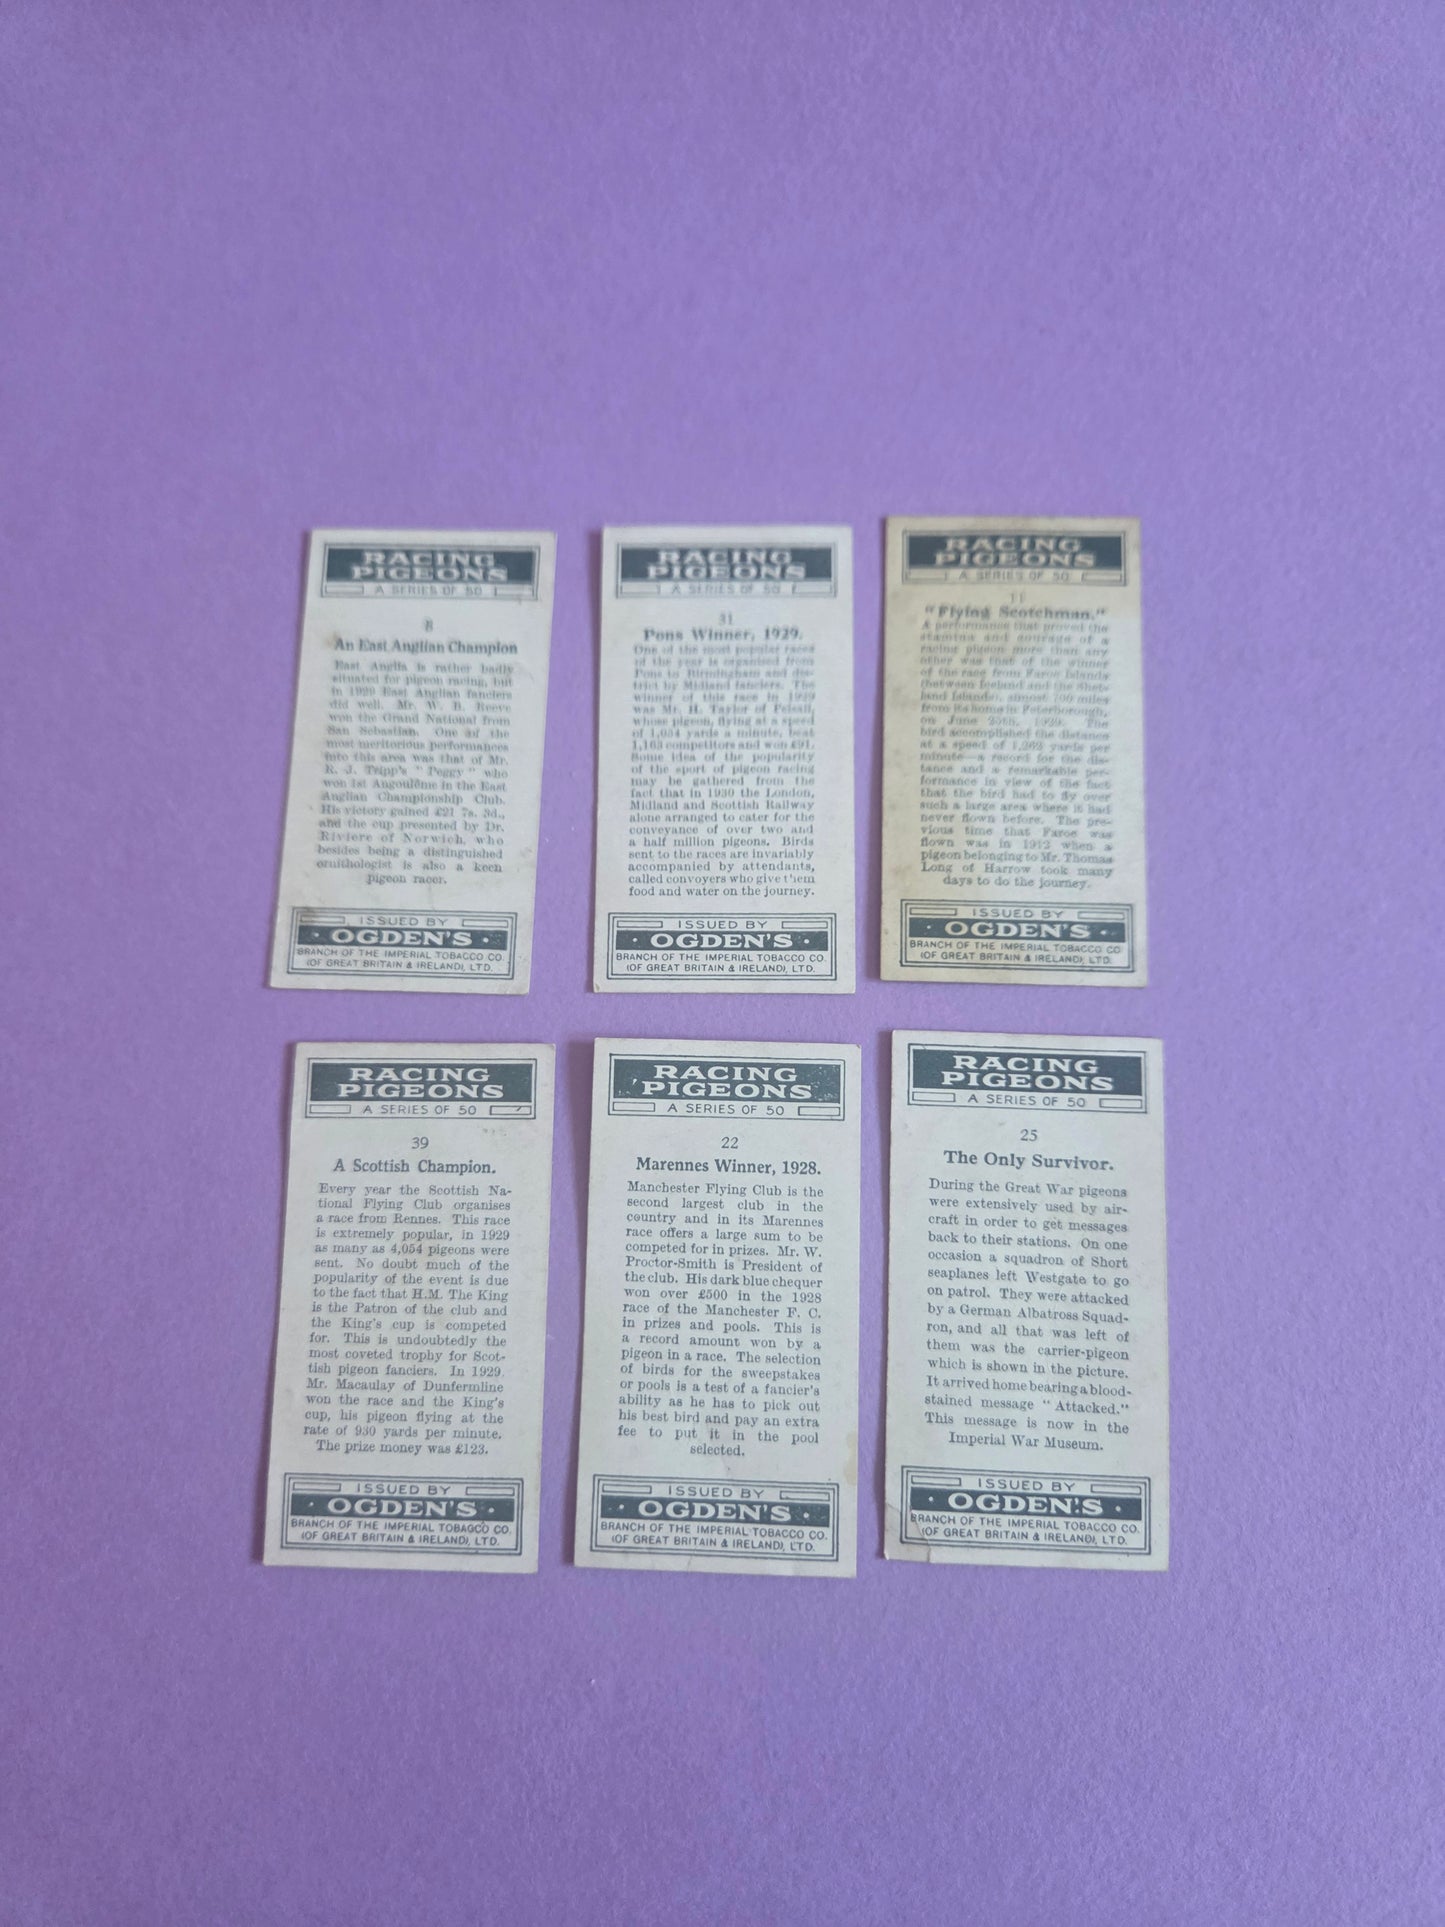 RACING
PIGEONS
A SERIES OF 50
8
An East Anglian Champion
East Anglia is rather badly
situated for pigeon racing, but
in 1929 East Anglian fanciers
did well. Mr. W. B. Reeve
won the Grand National from
San Sebastian. One of the
most meritorious performances
into this area was that of Mr.
R. J. Tripp's "Peggy" who
won 1st Angoulême in the East
Anglian Championship Club.
His victory gained £21 7s. 3d.,
and the cup presented by Dr.
Riviere of Norwich, who
besides being a distinguished
ornithologist is also a keen
pigeon racer.
ISSUED BY
· OGDEN'S ·
BRANCH OF THE IMPERIAL TOBACCO CO.
(OF GREAT BRITAIN & IRELAND), LTD.
RACING
PIGEONS
A SERIES OF 50
31
Pons Winner, 1929.
One of the most popular races
of the year is organised from
Pons to Birmingham and dis-
trict by Midland fanciers. The
winner of this race in 1929
was Mr. H. Taylor of Pelsall,
whose pigeon, flying at a speed
of 1,054 yards a minute, beat
1,163 competitors and won £91.
Some idea of the popularity
of the sport of pigeon racing
may be gathered from the
fact that in 1930 the London,
Midland and Scottish Railway
alone arranged to cater for the
conveyance of over two and
a half million pigeons. Birds
sent to the races are invariably
accompanied by attendants,
called convoyers who give them
food and water on the journey.
ISSUED BY
· OGDEN'S ·
BRANCH OF THE IMPERIAL TOBACCO CO.
(OF GREAT BRITAIN & IRELAND), LTD.
RACING
PIGEONS
A SERIES OF 50
11
"Flying Scotchman."
A performance that proved the
stamina and courage of a
racing pigeon more than any
other was that of the winner
of the race from Faroe Islands
(between Iceland and the Shet-
land Islands), almost 700 miles
from its home in Peterborough,
on June 25th, 1929. The
bird accomplished the distance
at a speed of 1,262 yards per
minute—a record for the dis-
tance and a remarkable per-
formance in view of the fact
that the bird had to fly over
such a large area where it had
never flown before. The pre-
vious time that Faroe was
flown was in 1912 when a
pigeon belonging to Mr. Thomas
Long of Harrow took many
days to do the journey.
ISSUED BY
· OGDEN'S ·
BRANCH OF THE IMPERIAL TOBACCO CO.
(OF GREAT BRITAIN & IRELAND), LTD.
RACING
PIGEONS
A SERIES OF 50
39
A Scottish Champion.
Every year the Scottish Na-
tional Flying Club organises
a race from Rennes. This race
is extremely popular, in 1929
as many as 4,054 pigeons were
sent. No doubt much of the
popularity of the event is due
to the fact that H.M. The King
is the Patron of the club and
the King's cup is competed
for. This is undoubtedly the
most coveted trophy for Scot-
tish pigeon fanciers. In 1929
Mr. Macaulay of Dunfermline
won the race and the King's
cup, his pigeon flying at the
rate of 930 yards per minute.
The prize money was £123.
ISSUED BY
· OGDEN'S ·
BRANCH OF THE IMPERIAL TOBACCO CO.
(OF GREAT BRITAIN & IRELAND), LTD.
RACING
PIGEONS
A SERIES OF 50
22
Marennes Winner, 1928.
Manchester Flying Club is the
second largest club in the
country and in its Marennes
race offers a large sum to be
competed for in prizes. Mr. W.
Proctor-Smith is President of
the club. His dark blue chequer
won over £500 in the 1928
race of the Manchester F. C.
in prizes and pools. This is
a record amount won by a
pigeon in a race. The selection
of birds for the sweepstakes
or pools is a test of a fancier's
ability as he has to pick out
his best bird and pay an extra
fee to put it in the pool
selected.
ISSUED BY
· OGDEN'S ·
BRANCH OF THE IMPERIAL TOBACCO CO.
(OF GREAT BRITAIN & IRELAND), LTD.
RACING
PIGEONS
A SERIES OF 50
25
The Only Survivor.
During the Great War pigeons
were extensively used by air-
craft in order to get messages
back to their stations. On one
occasion a squadron of Short
seaplanes left Westgate to go
on patrol. They were attacked
by a German Albatross Squad-
ron, and all that was left of
them was the carrier-pigeon
which is shown in the picture.
It arrived home bearing a blood-
stained message "Attacked."
This message is now in the
Imperial War Museum.
ISSUED BY
· OGDEN'S ·
BRANCH OF THE IMPERIAL TOBACCO CO.
(OF GREAT BRITAIN & IRELAND), LTD.